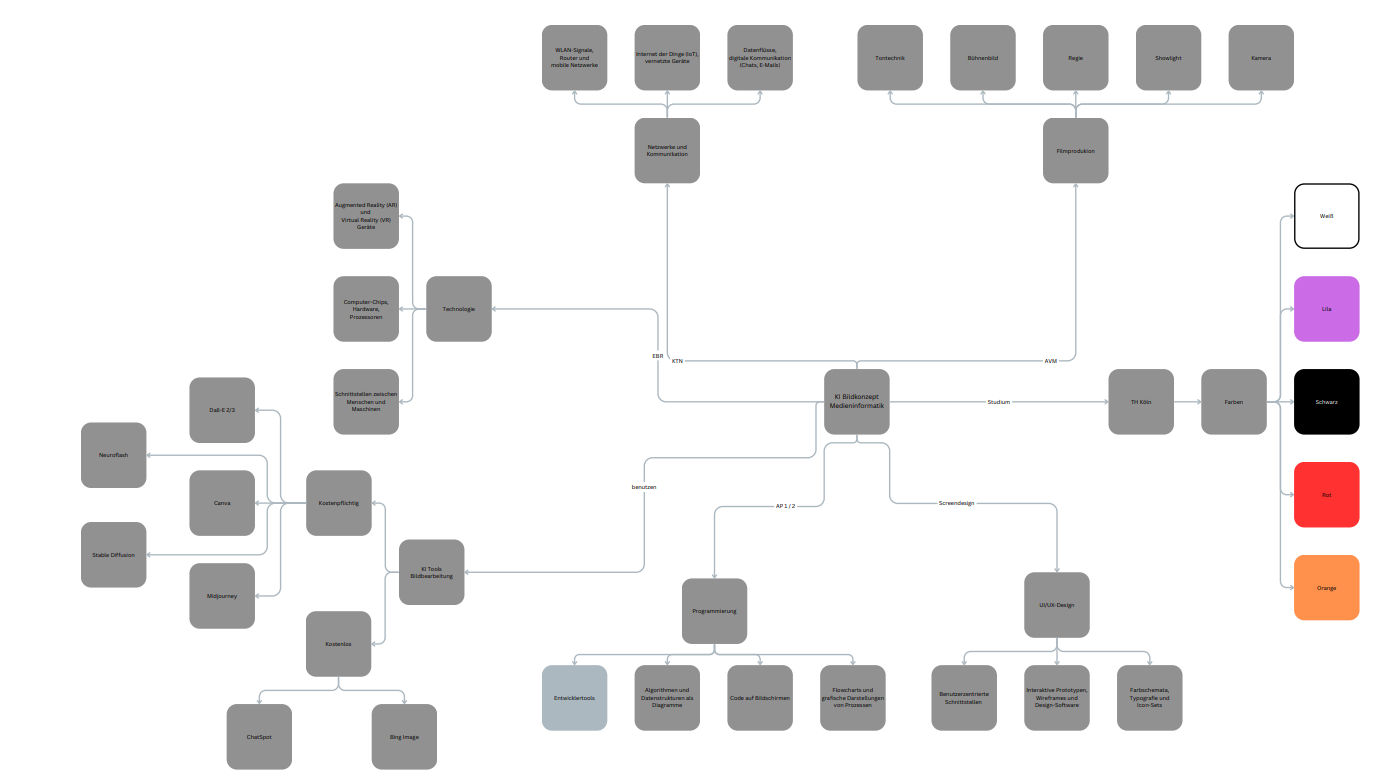 WLAN-Signale,
Router und
mobile Netzwerke
Internet der Dinge (IoT),
vernetzte Geräte
Datenflüsse,
digitale Kommunikation
(Chats, E-Mails)
Tontechnik
Bühnenbild
Regie
Showlight
Kamera
Netzwerke und
Kommunikation
Filmprodukion
Augmented Reality (AR)
und
Virtual Reality (VR)
Geräte
Weiß
Computer-Chips,
Hardware,
Prozessoren
Technologie
Lila
EBR
KTN
AVM
Schnittstellen zwischen
Menschen und
Maschinen
KI Bildkonzept
Medieninformatik
Studium
TH Köln
Farben
Schwarz
Dall-E 2/3
Neuroflash
Canva
Kostenpflichtig
benutzen
AP 1 / 2
Screendesign
Rot
Stable Diffusion
KI Tools
Bildbearbeitung
Midjourney
Kostenlos
Programmierung
UI/UX-Design
Orange
Entwicklertools
Algorithmen und
Datenstrukturen als
Diagramme
Code auf Bildschirmen
Flowcharts und
grafische Darstellungen
von Prozessen
Benutzerzentrierte
Schnittstellen
Interaktive Prototypen,
Wireframes und
Design-Software
Farbschemata,
Typografie und
Icon-Sets
ChatSpot
Bing Image